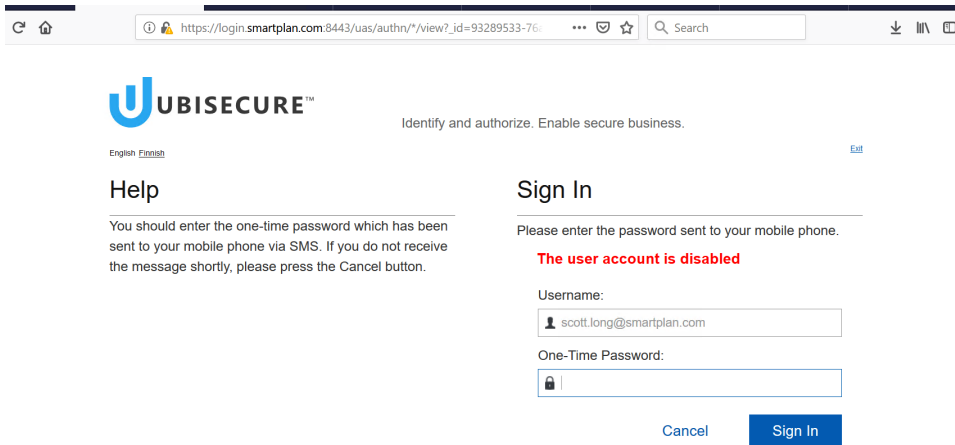 https://login.smartplan.com:8443/uas/authn/*/view?_id=93289533-76
Search
UBISECURE™
Identify and authorize. Enable secure business.
English Finnish
Exit
Help
You should enter the one-time password which has been
sent to your mobile phone via SMS. If you do not receive
the message shortly, please press the Cancel button.
Sign In
Please enter the password sent to your mobile phone.
The user account is disabled
Username:
scott.long@smartplan.com
One-Time Password:
Cancel
Sign In